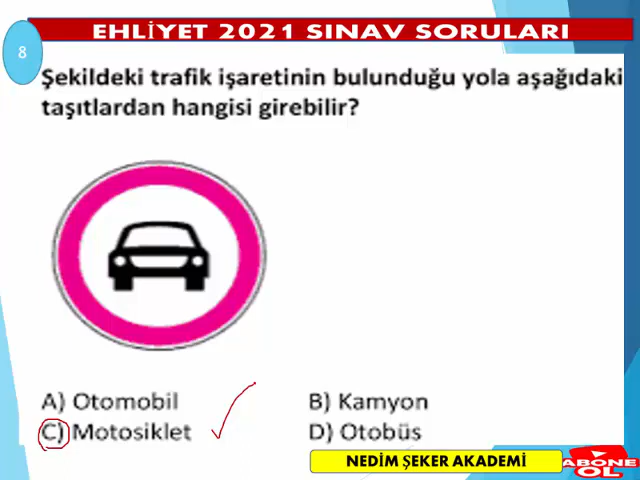 EHLİYET 2021 SINAV SORULARI
8
Şekildeki trafik işaretinin bulunduğu yola aşağıdaki
taşıtlardan hangisi girebilir?
A) Otomobil
B) Kamyon
C) Motosiklet
D) Otobüs
NEDİM ŞEKER AKADEMİ
ABONE
OL